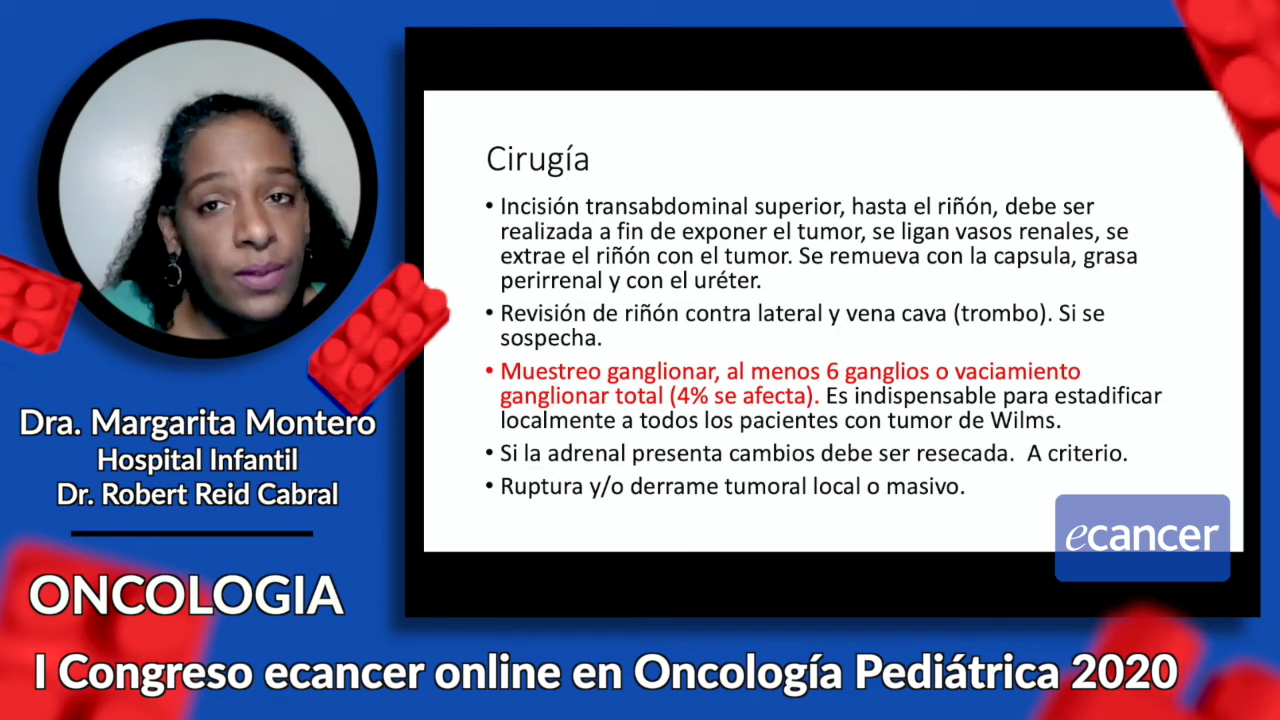 Cirugía
• Incisión transabdominal superior, hasta el riñón, debe ser
realizada a fin de exponer el tumor, se ligan vasos renales, se
extrae el riñón con el tumor. Se remueva con la capsula, grasa
perirrenal y con el uréter.
• Revisión de riñón contra lateral y vena cava (trombo). Si se
sospecha.
• Muestreo ganglionar, al menos 6 ganglios o vaciamiento
ganglionar total (4% se afecta). Es indispensable para estadificar
localmente a todos los pacientes con tumor de Wilms.
• Si la adrenal presenta cambios debe ser resecada. A criterio.
• Ruptura y/o derrame tumoral local o masivo.
ecancer
Dra. Margarita Montero
Hospital Infantil
Dr. Robert Reid Cabral
ONCOLOGIA
I Congreso ecancer online en Oncología Pediátrica 2020